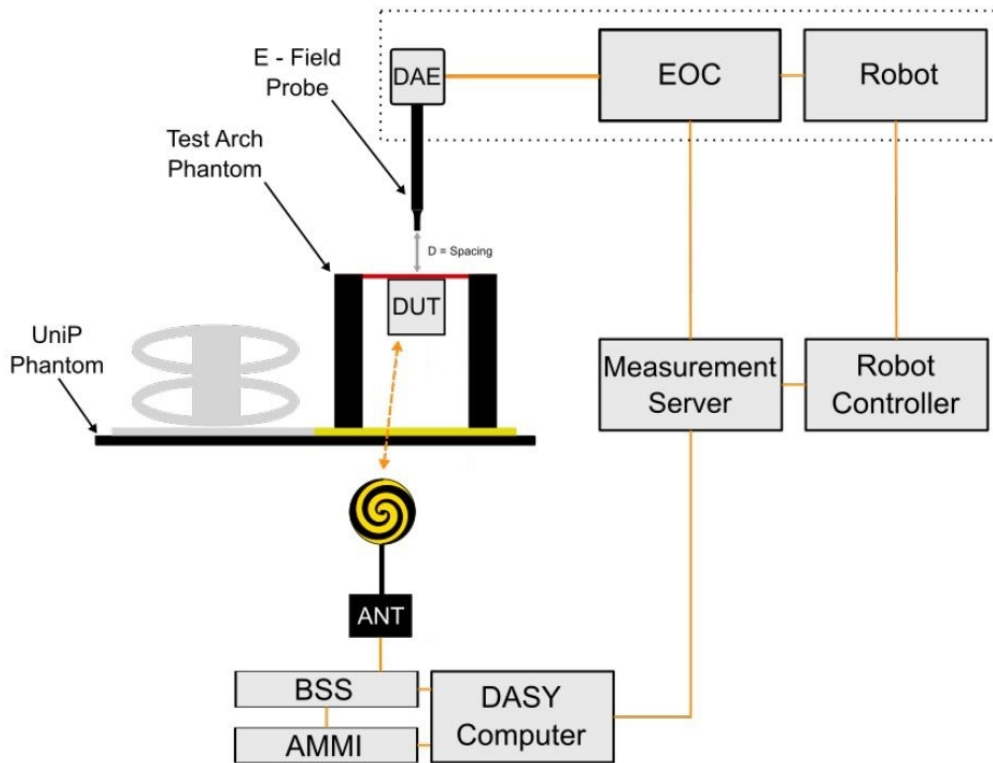 E - Field
Probe
DAE
EOC
Robot
Test Arch
Phantom
D = Spacing
DUT
UniP
Phantom
Measurement
Server
Robot
Controller
ANT
BSS
AMMI
DASY
Computer